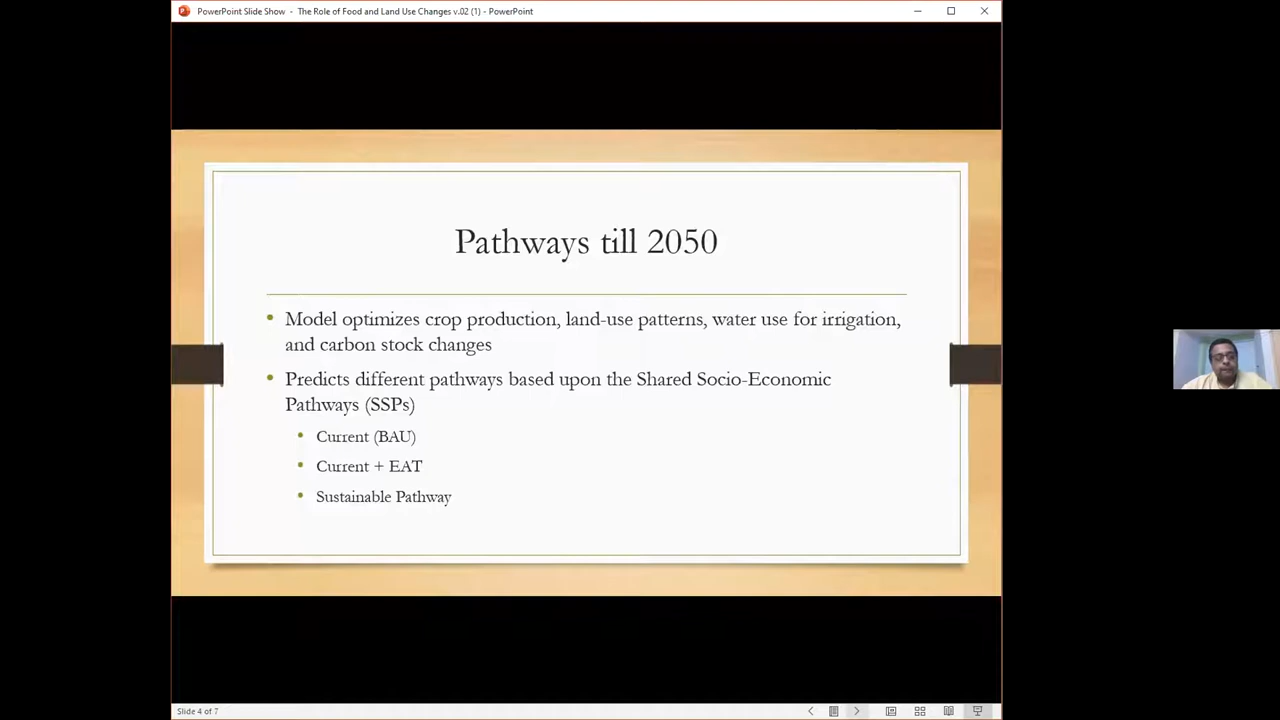 PowerPoint Slide Show - The Role of Food and Land Use Changes v.02 (1) - PowerPoint
Pathways till 2050
• Model optimizes crop production, land-use patterns, water use for irrigation,
and carbon stock changes
• Predicts different pathways based upon the Shared Socio-Economic
Pathways (SSPs)
• Current (BAU)
• Current + EAT
• Sustainable Pathway
Slide 4 of 7